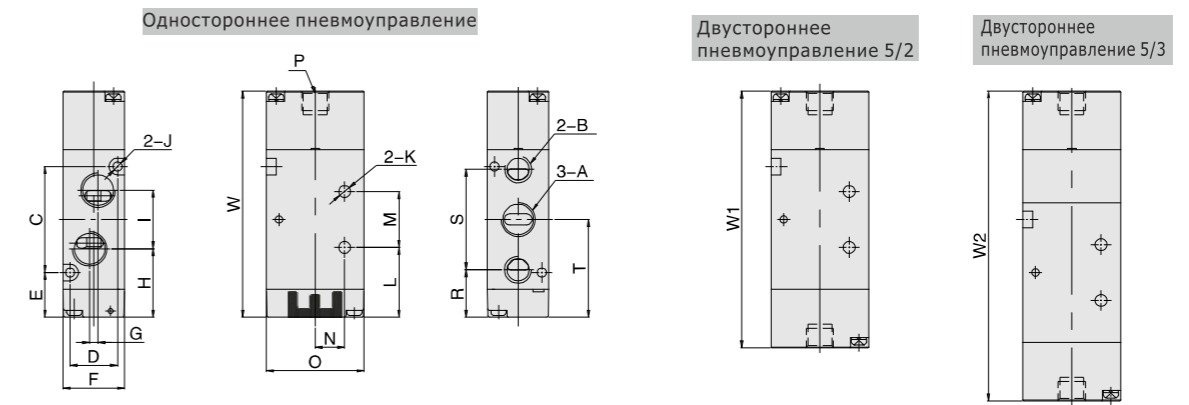 Одностороннее пневмоуправление
Двустороннее
пневмоуправление 5/2
Двустороннее
пневмоуправление 5/3
P
2-J
2-K
2-B
3-A
C
I
E
H
G
D
F
W
M
L
N
O
S
R
T
W1
W2